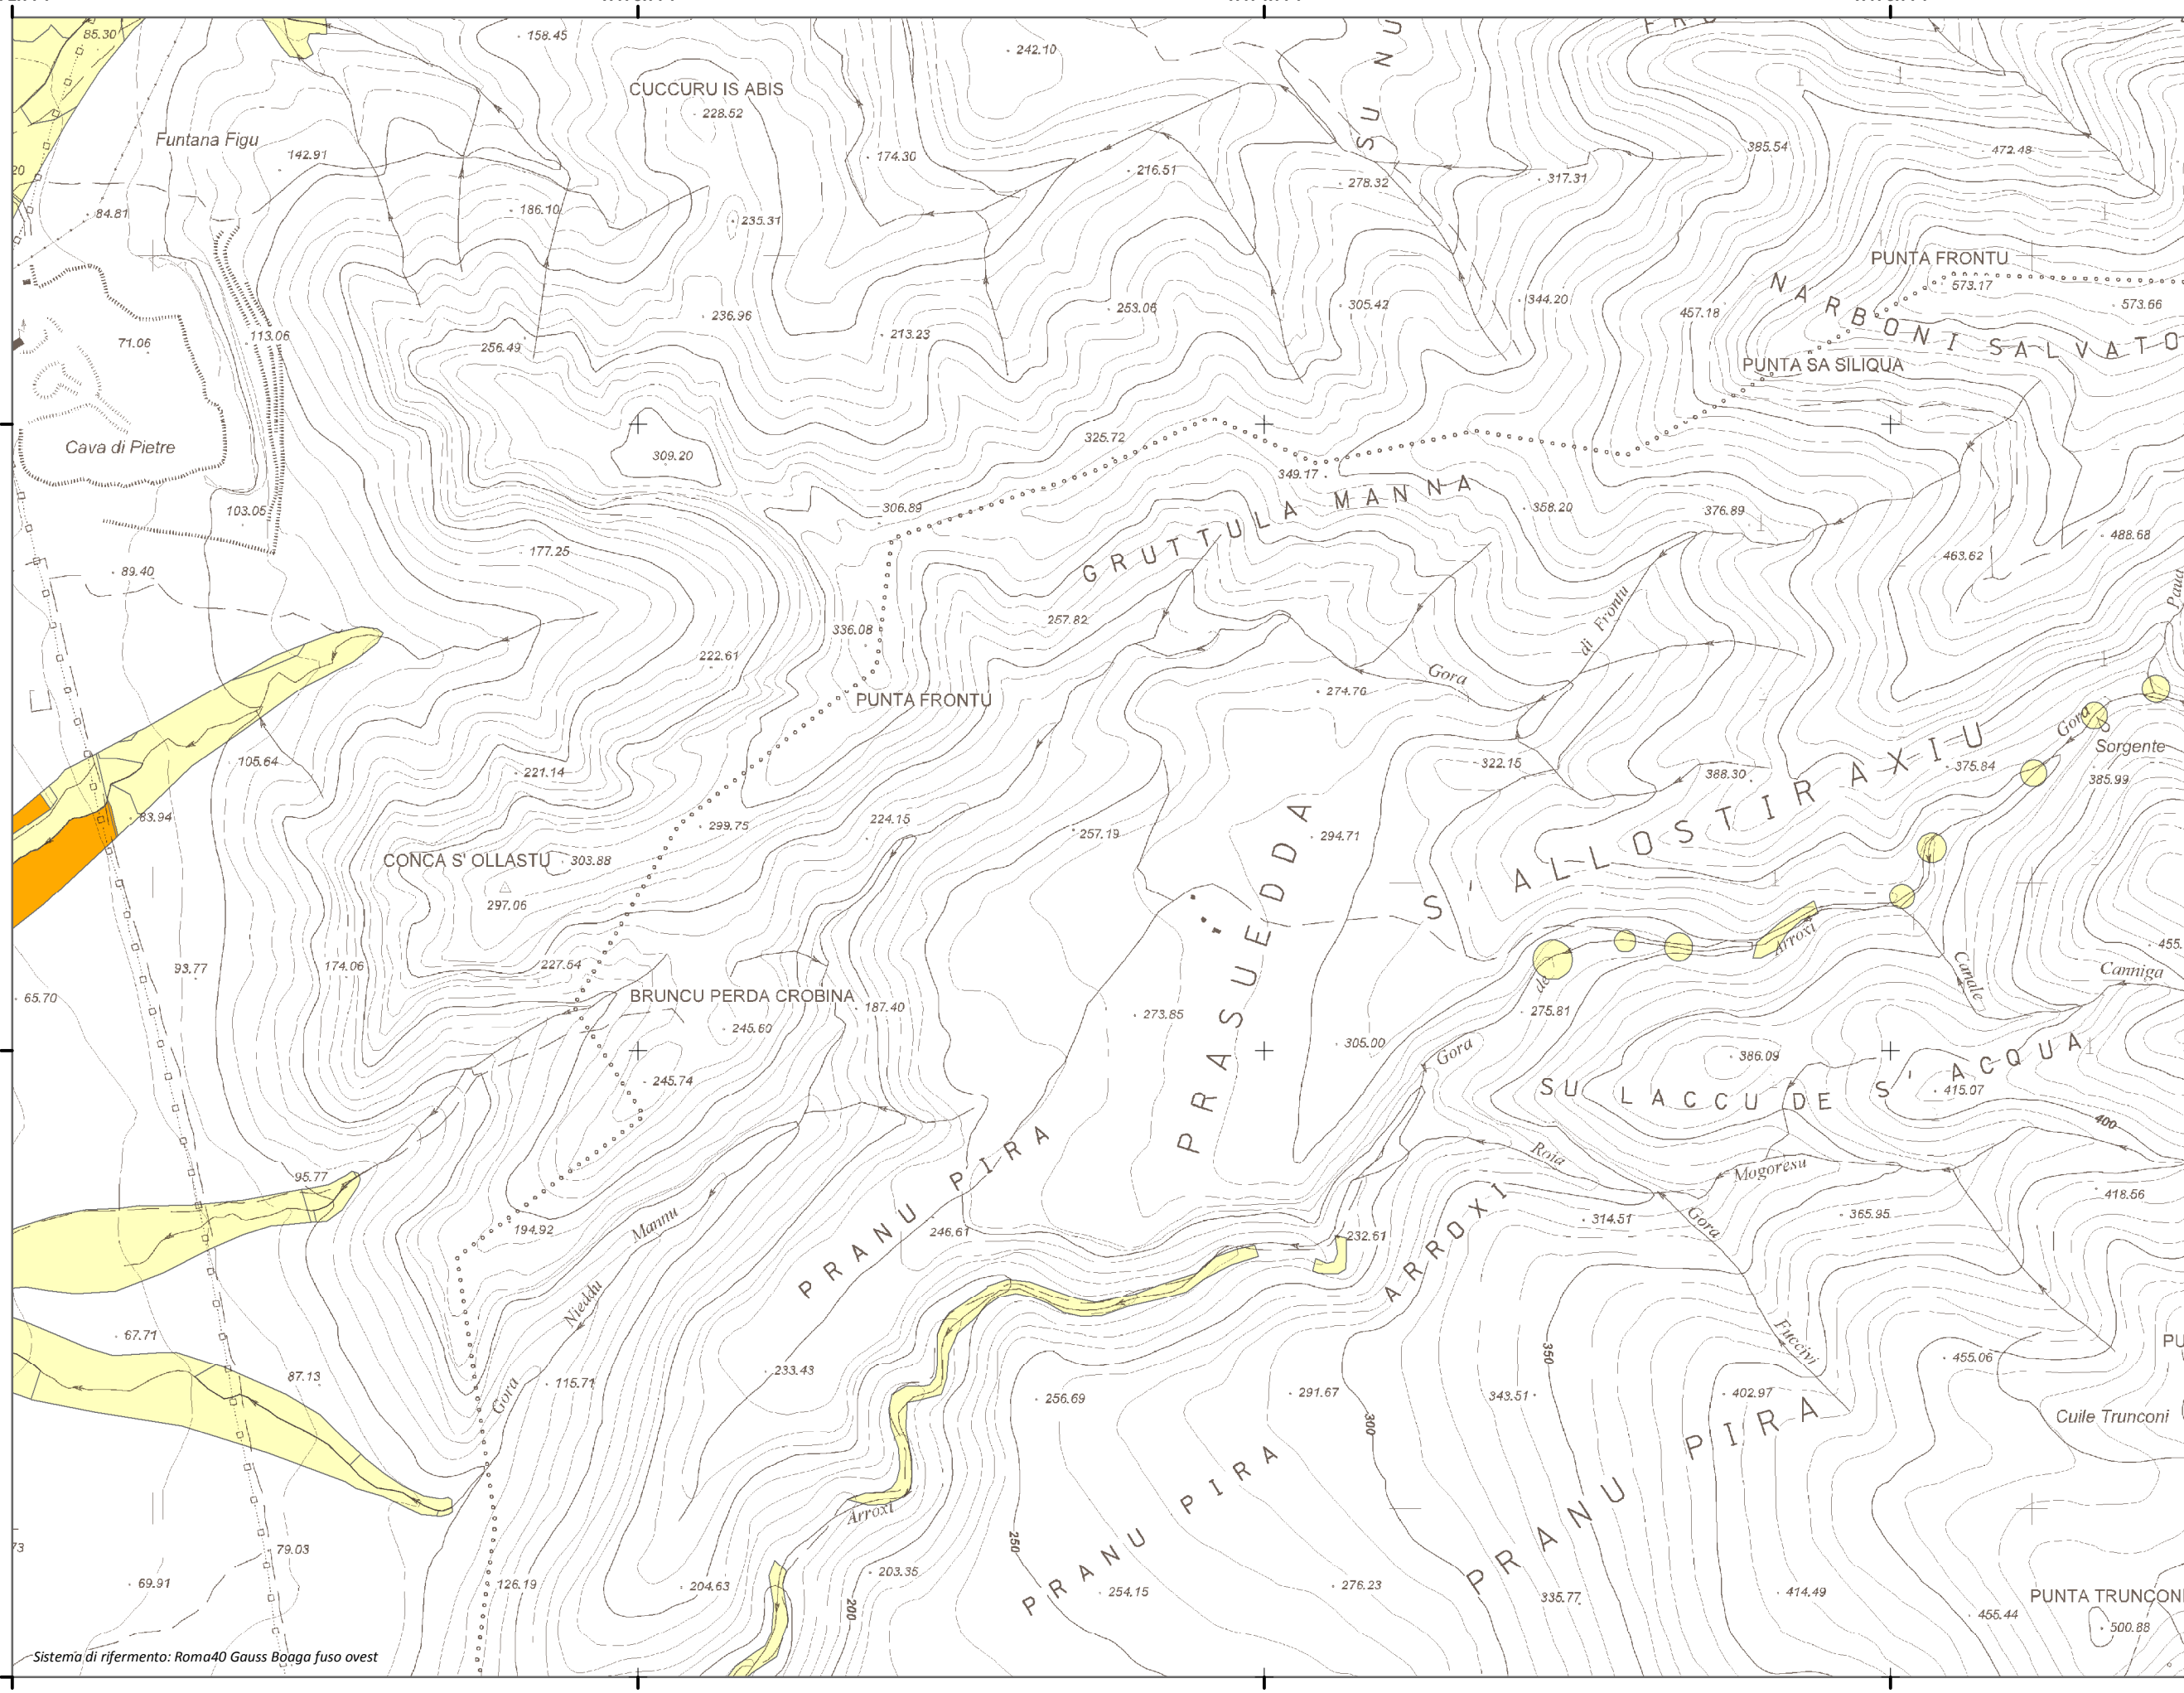 85.30
158.45
242.10
SU NU
CUCCURU IS ABIS
228.52
Funtana Figu
142.91
174.30
216.51
278.32
317.31
385.54
472.48
20
84.81
186.10
235.31
PUNTA FRONTU
573.17
573.66
NARBONI SALVATO
236.96
253.06
305.42
344.20
457.18
71.06
113.06
256.49
213.23
PUNTA SA SILIQUA
Cava di Pietre
309.20
325.72
349.17
GRUTTULA MANNA
103.05
306.89
358.20
376.89
177.25
488.68
463.62
89.40
257.82
336.08
di Frontu
222.61
Gora
274.76
PUNTA FRONTU
Gora
Sorgente
105.64
221.14
322.15
388.30
375.84
385.99
S' ALLOSTIRAXIU
83.94
299.75
224.15
257.19
294.71
CONCA S' OLLASTU
303.88
297.06
PRASUEDDA
Arroxi
455.
93.77
174.06
227.54
Canale
Canniga
65.70
BRUNCU PERDA CROBINA
187.40
de
245.60
273.85
275.81
305.00
Gora
386.09
245.74
SU LACCU DE S' ACQUA
415.07
400
PRANU PIRA
Roia
Mogoresu
95.77
418.56
194.92
Mannu
246.61
232.61
ARROXI
314.51
Gora
365.95
Nieddu
67.71
Fuccivi
PU
350
455.06
87.13
115.71
Gora
233.43
256.69
291.67
343.51
402.97
300
PRANU PIRA
Cuile Trunconi
PRANU PIRA
Arroxi
250
73
79.03
69.91
126.19
204.63
203.35
200
254.15
276.23
335.77
414.49
PUNTA TRUNCONI
455.44
500.88
Sistema di rifermento: Roma40 Gauss Boaga fuso ovest